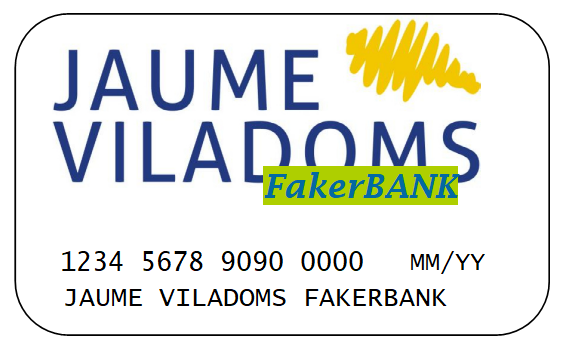 JAUME
VILADOMS
FakerBANK
1234 5678 9090 0000 MM/YY
JAUME VILADOMS FAKERBANK